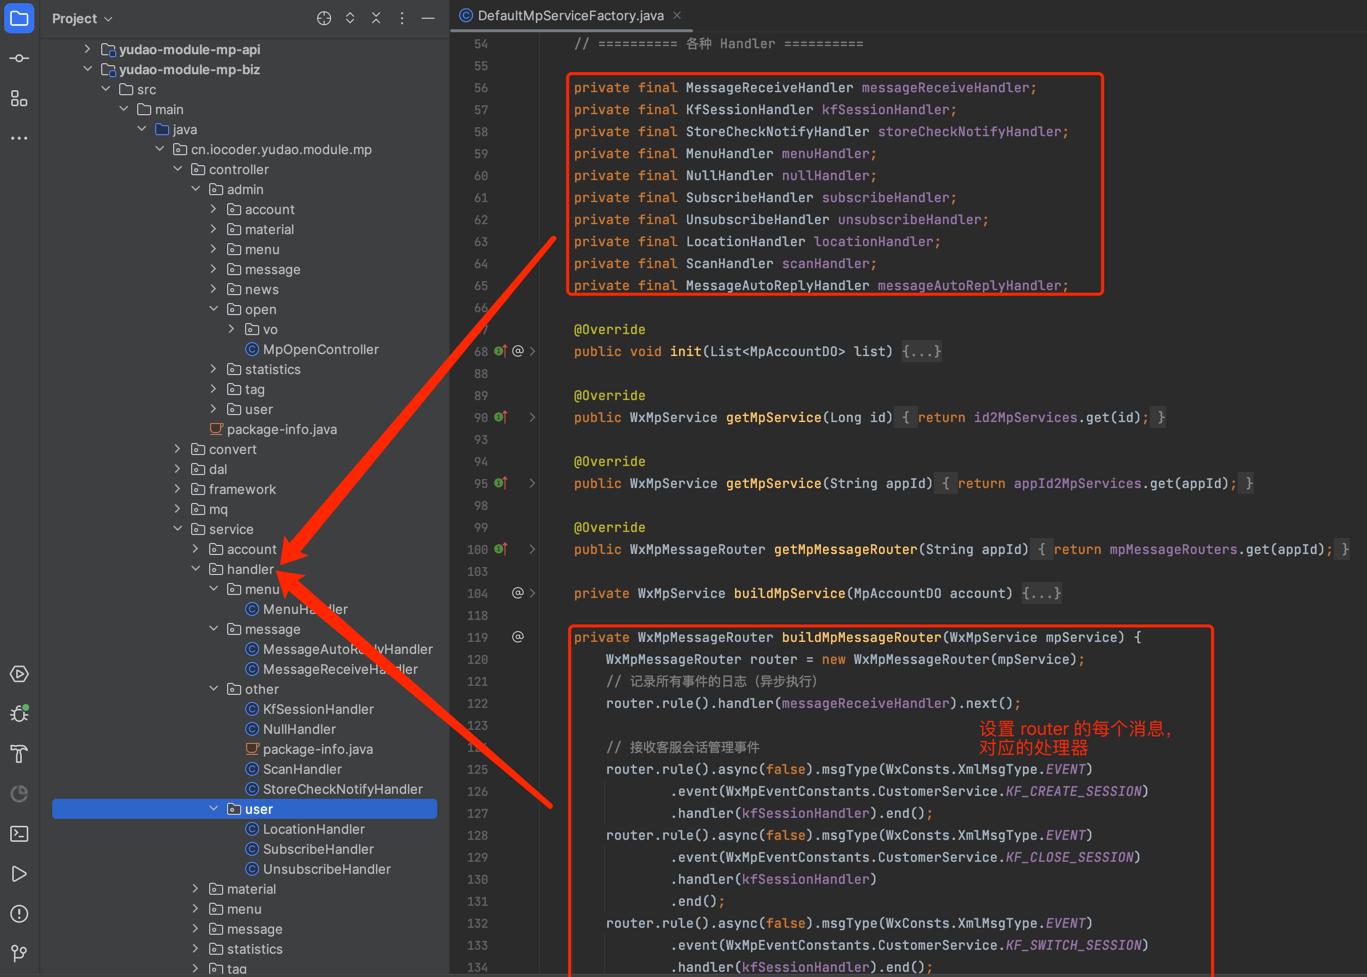 Project
yudao-module-mp-api
yudao-module-mp-biz
src
main
java
cn.iocoder.yudao.module.mp
controller
admin
account
material
menu
message
news
open
vo
MpOpenController
statistics
tag
user
package-info.java
convert
dal
framework
mq
service
account
handler
menu
MenuHandler
message
MessageAutoReplyHandler
MessageReceiveHandler
other
KfSessionHandler
NullHandler
package-info.java
ScanHandler
StoreCheckNotifyHandler
user
LocationHandler
SubscribeHandler
UnsubscribeHandler
material
menu
message
statistics
tag
DefaultMpServiceFactory.java
54 // ========== 各种 Handler ==========
55
56 private final MessageReceiveHandler messageReceiveHandler;
57 private final KfSessionHandler kfSessionHandler;
58 private final StoreCheckNotifyHandler storeCheckNotifyHandler;
59 private final MenuHandler menuHandler;
60 private final NullHandler nullHandler;
61 private final SubscribeHandler subscribeHandler;
62 private final UnsubscribeHandler unsubscribeHandler;
63 private final LocationHandler locationHandler;
64 private final ScanHandler scanHandler;
65 private final MessageAutoReplyHandler messageAutoReplyHandler;
66
@Override
68 public void init(List<MpAccountDO> list) {...}
88
89 @Override
90 public WxMpService getMpService(Long id) { return id2MpServices.get(id); }
93
94 @Override
95 public WxMpService getMpService(String appId) { return appId2MpServices.get(appId); }
98
99 @Override
100 public WxMpMessageRouter getMpMessageRouter(String appId) { return mpMessageRouters.get(appId); }
103
104 private WxMpService buildMpService(MpAccountDO account) {...}
118
119 private WxMpMessageRouter buildMpMessageRouter(WxMpService mpService) {
120 WxMpMessageRouter router = new WxMpMessageRouter(mpService);
121 // 记录所有事件的日志（异步执行）
122 router.rule().handler(messageReceiveHandler).next();
123
设置 router 的每个消息，
对应的处理器
// 接收客服会话管理事件
125 router.rule().async(false).msgType(WxConsts.XmlMsgType.EVENT)
126 .event(WxMpEventConstants.CustomerService.KF_CREATE_SESSION)
127 .handler(kfSessionHandler).end();
128 router.rule().async(false).msgType(WxConsts.XmlMsgType.EVENT)
129 .event(WxMpEventConstants.CustomerService.KF_CLOSE_SESSION)
130 .handler(kfSessionHandler)
131 .end();
132 router.rule().async(false).msgType(WxConsts.XmlMsgType.EVENT)
133 .event(WxMpEventConstants.CustomerService.KF_SWITCH_SESSION)
134 .handler(kfSessionHandler).end();